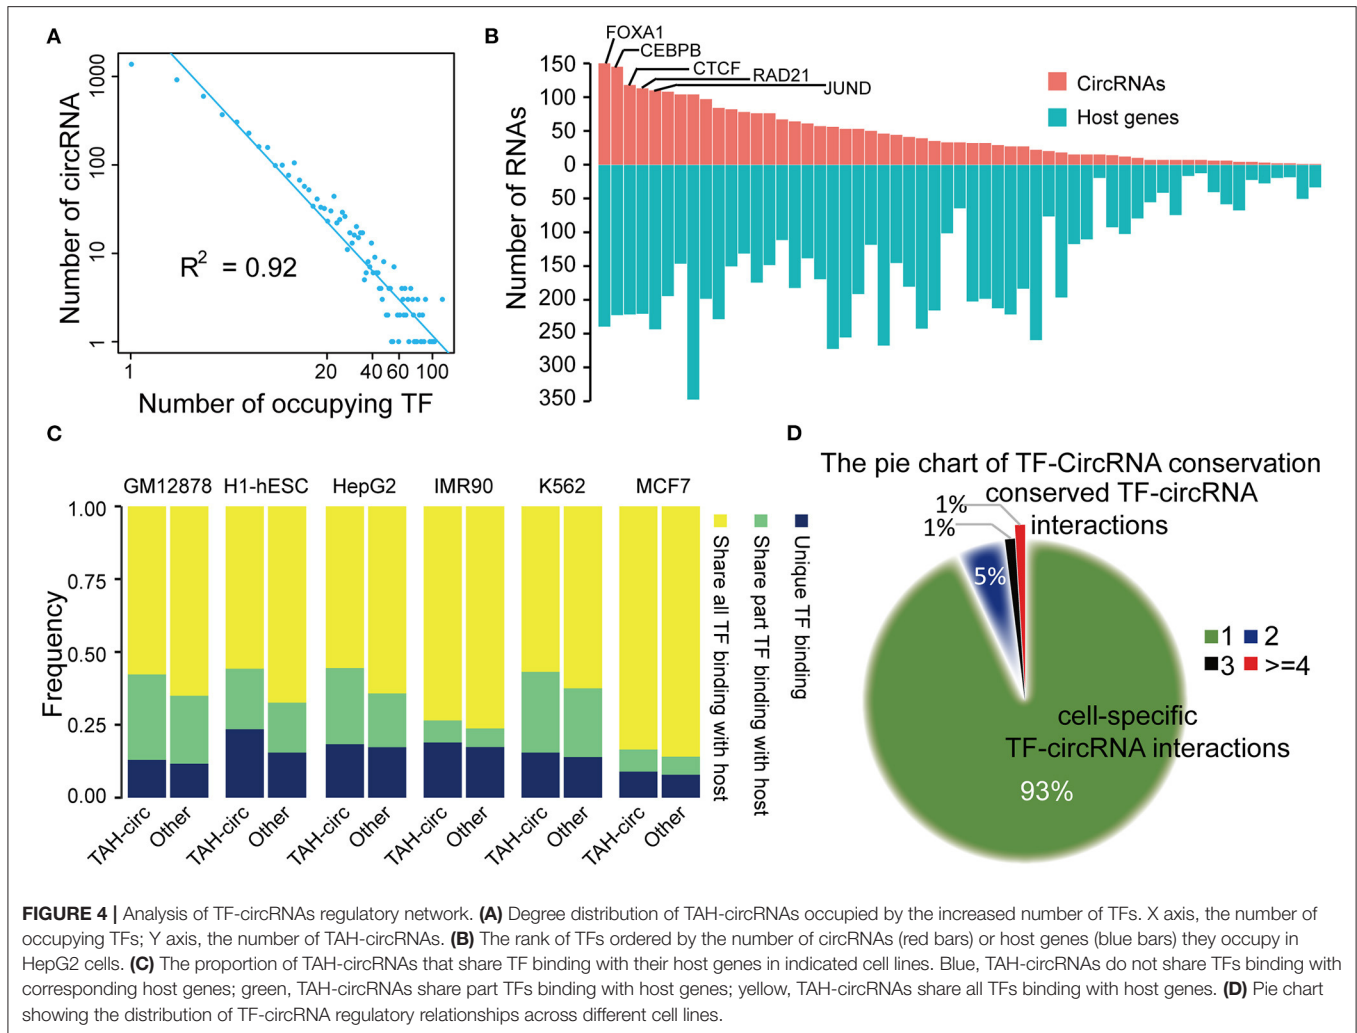 A
Number of circRNA
1000
100
10
1
R2 = 0.92
1 20 40 60 100
Number of occupying TF
B
FOXA1
CEBPB
CTCF
RAD21
JUND
Number of RNAs
150
100
50
0
50
100
150
200
250
300
350
CircRNAs
Host genes
C
GM12878 H1-hESC HepG2 IMR90 K562 MCF7
Frequency
1.00
0.75
0.50
0.25
0.00
TAH-circ Other TAH-circ Other TAH-circ Other TAH-circ Other TAH-circ Other TAH-circ Other
Share all TF binding with host
Share part TF binding with host
Unique TF binding
D
The pie chart of TF-CircRNA conservation
conserved TF-circRNA
interactions
1%
1%
5%
1 2
3 >=4
cell-specific
TF-circRNA interactions
93%
FIGURE 4 | Analysis of TF-circRNAs regulatory network. (A) Degree distribution of TAH-circRNAs occupied by the increased number of TFs. X axis, the number of
occupying TFs; Y axis, the number of TAH-circRNAs. (B) The rank of TFs ordered by the number of circRNAs (red bars) or host genes (blue bars) they occupy in
HepG2 cells. (C) The proportion of TAH-circRNAs that share TF binding with their host genes in indicated cell lines. Blue, TAH-circRNAs do not share TFs binding with
corresponding host genes; green, TAH-circRNAs share part TFs binding with host genes; yellow, TAH-circRNAs share all TFs binding with host genes. (D) Pie chart
showing the distribution of TF-circRNA regulatory relationships across different cell lines.